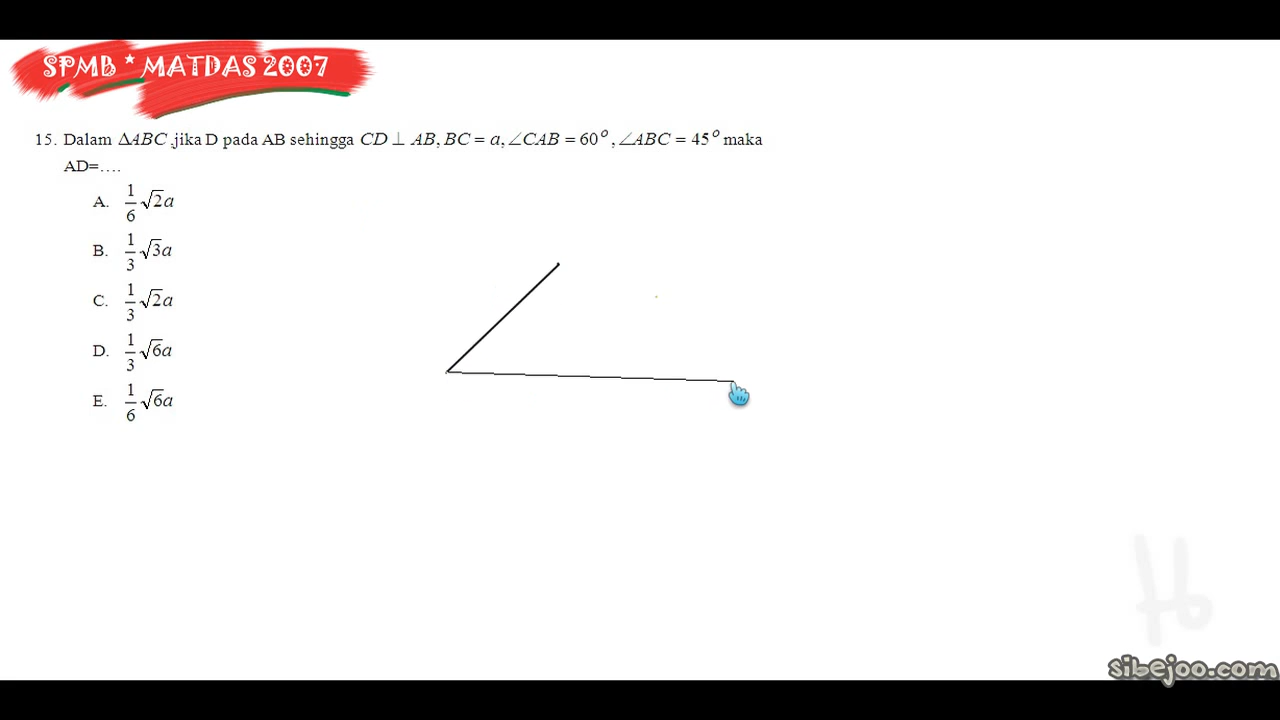 SPMB * MATDAS 2007
15. Dalam ΔABC ,jika D pada AB sehingga CD ⊥ AB, BC = a, ∠CAB = 60°, ∠ABC = 45° maka
AD=….
A. 1/6 √2a
B. 1/3 √3a
C. 1/3 √2a
D. 1/3 √6a
E. 1/6 √6a
sibejoo.com